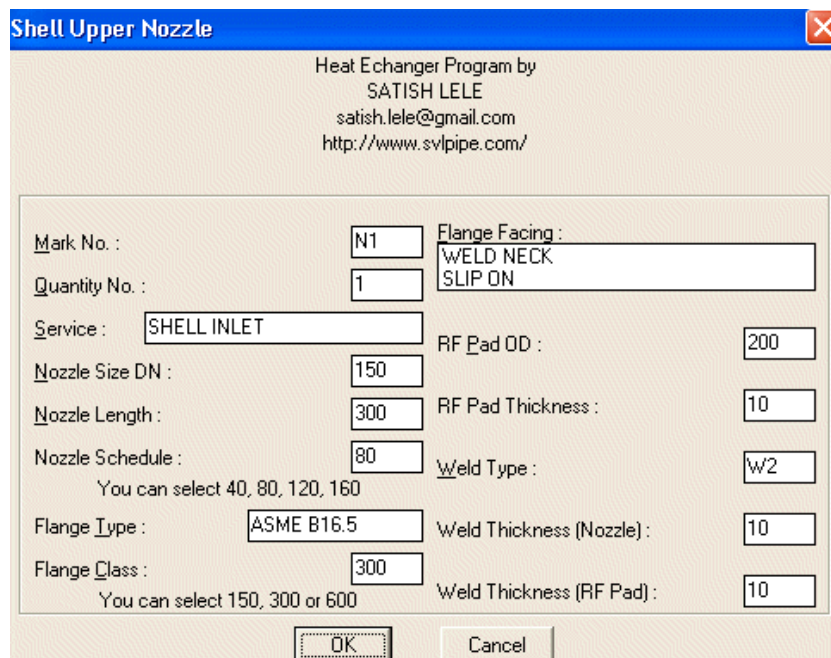 Shell Upper Nozzle
Heat Echanger Program by
SATISH LELE
satish.lele@gmail.com
http://www.svlpipe.com/
Mark No. : N1
Quantity No. : 1
Service : SHELL INLET
Nozzle Size DN : 150
Nozzle Length : 300
Nozzle Schedule : 80
You can select 40, 80, 120, 160
Flange Type : ASME B16.5
Flange Class : 300
You can select 150, 300 or 600
Flange Facing :
WELD NECK
SLIP ON
RF Pad OD : 200
RF Pad Thickness : 10
Weld Type : W2
Weld Thickness (Nozzle) : 10
Weld Thickness (RF Pad) : 10
OK
Cancel